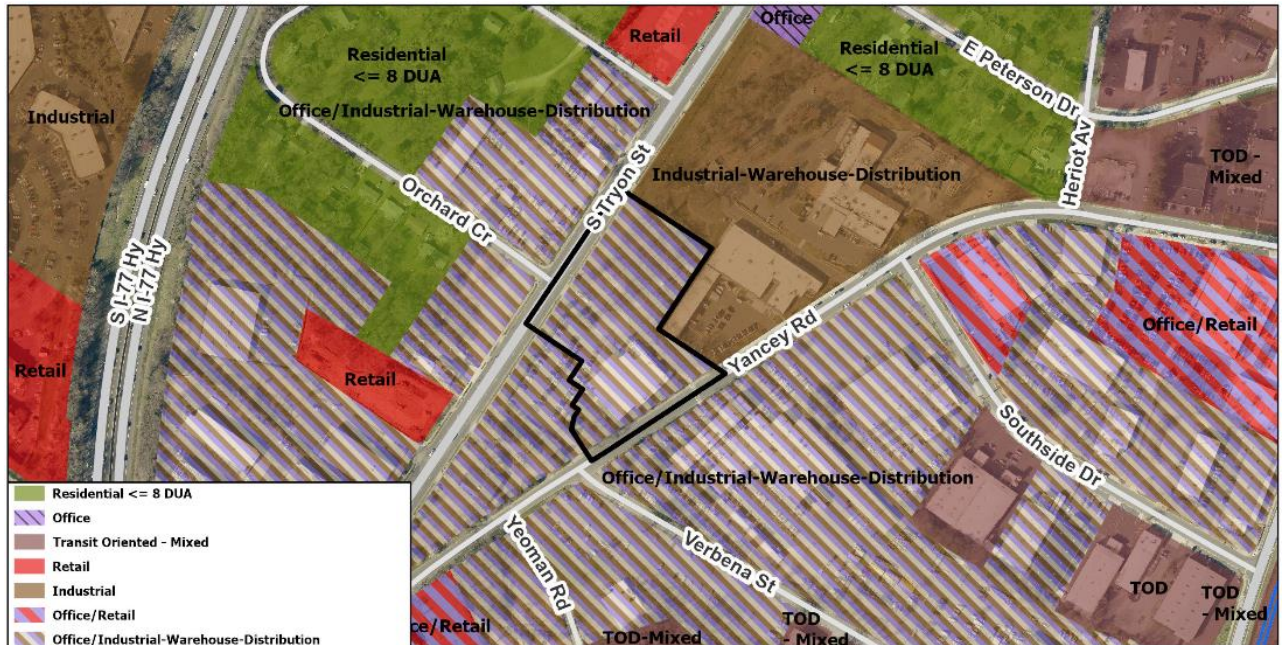 Office
Retail
Residential
<= 8 DUA
Residential
<= 8 DUA
E Peterson Dr
Industrial
Office/Industrial-Warehouse-Distribution
S Tryon St
Heriot Av
TOD -
Mixed
Industrial-Warehouse-Distribution
Orchard Cr
S I-77 Hy
N I-77 Hy
Yancey Rd
Office/Retail
Retail
Retail
Southside Dr
Office/Industrial-Warehouse-Distribution
Yeoman Rd
Verbena St
TOD
TOD
- Mixed
ce/Retail
TOD-Mixed
TOD
- Mixed
Residential <= 8 DUA
Office
Transit Oriented - Mixed
Retail
Industrial
Office/Retail
Office/Industrial-Warehouse-Distribution